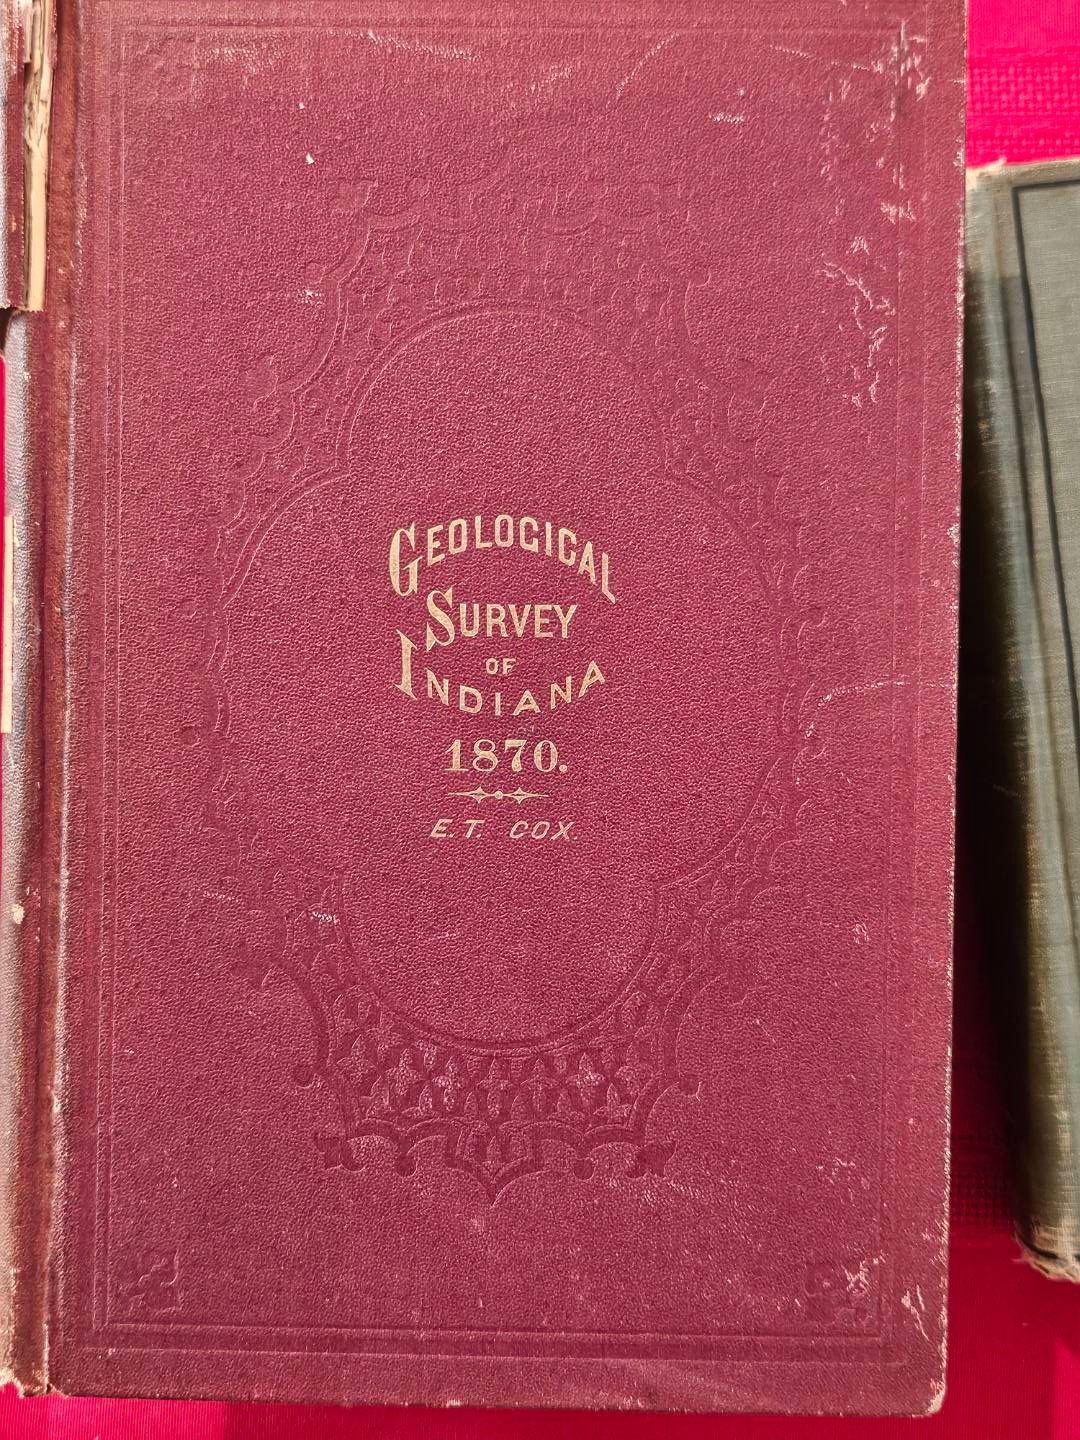 GEOLOGICAL
SURVEY
OF
INDIANA
1870.
E.T. COX.